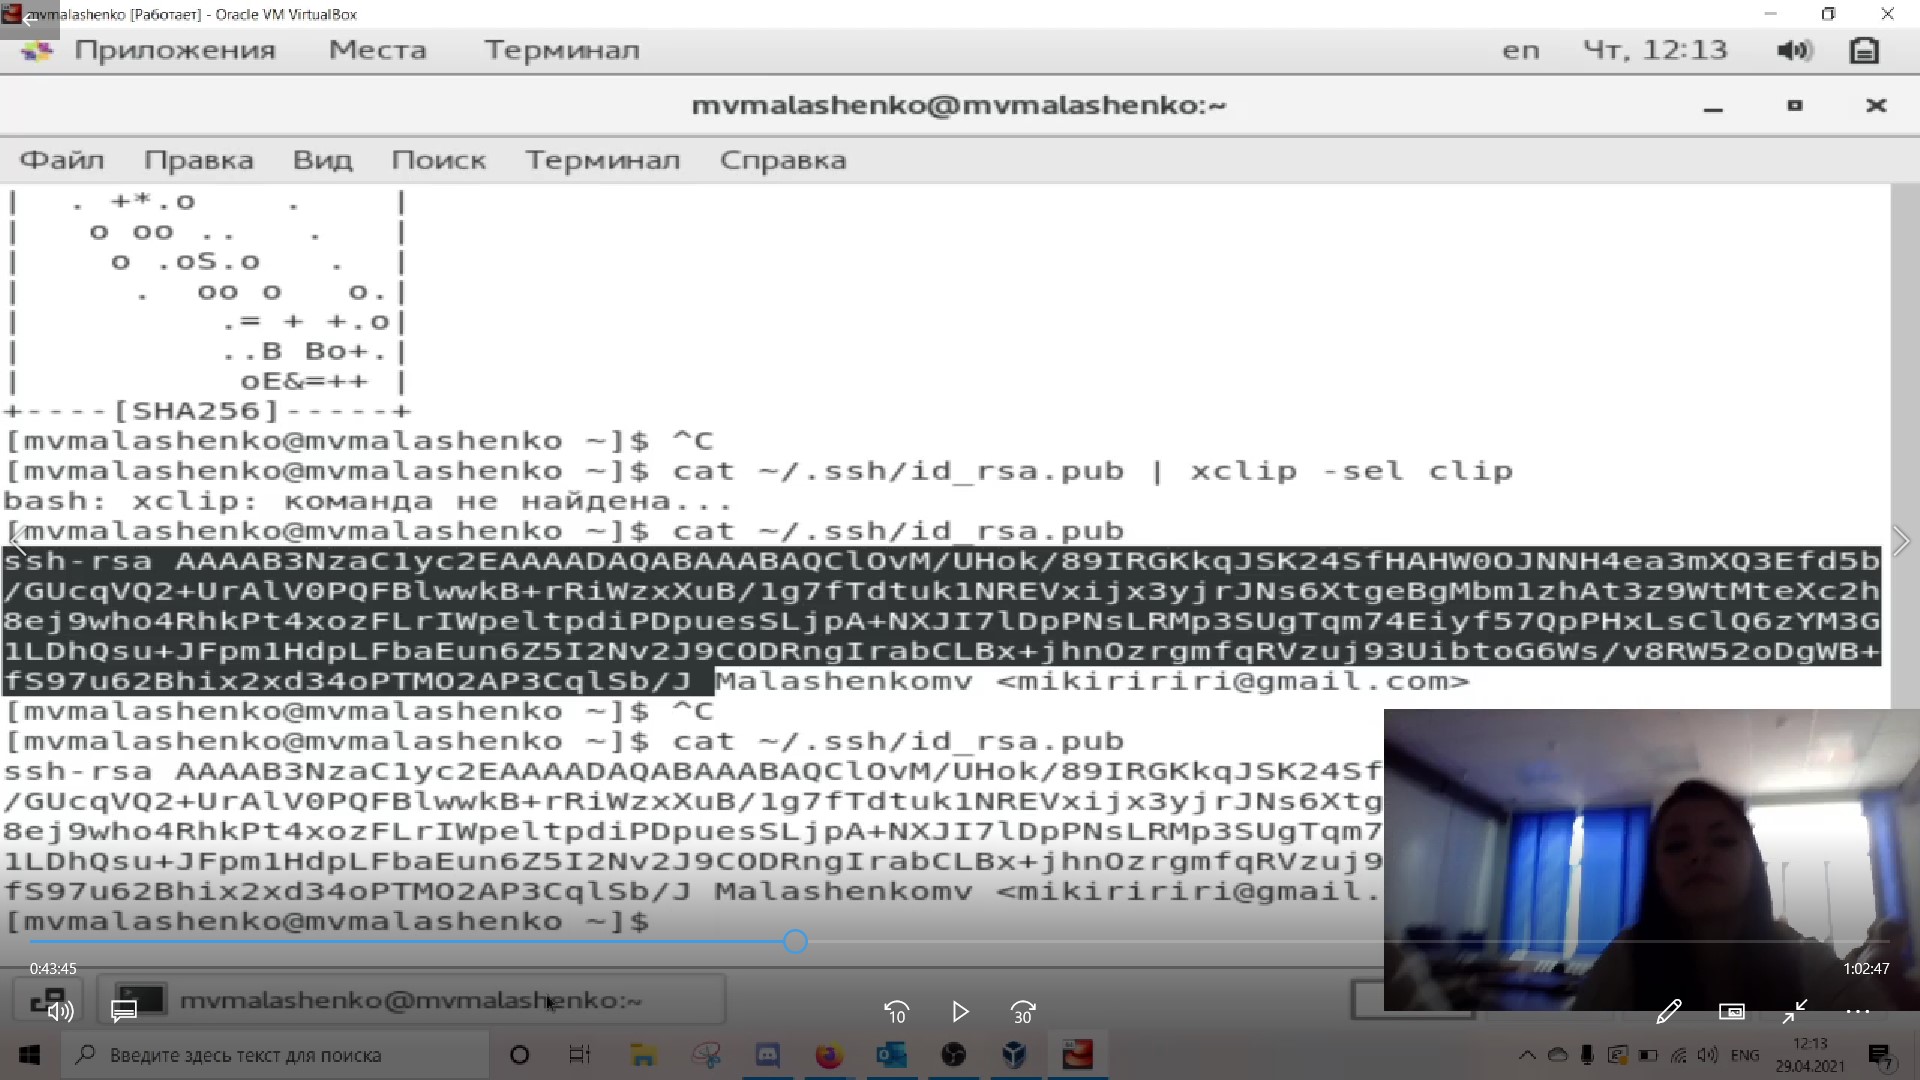 mvmalashenko [Работает] - Oracle VM VirtualBox
Приложения Места Терминал en Чт, 12:13
mvmalashenko@mvmalashenko:~
Файл Правка Вид Поиск Терминал Справка
| . +*.o . |
| o oo .. . |
| o .oS.o . |
| . oo o o.|
| .= + +.o|
| ..B Bo+.|
| oE&=++ |
+----[SHA256]-----+
[mvmalashenko@mvmalashenko ~]$ ^C
[mvmalashenko@mvmalashenko ~]$ cat ~/.ssh/id_rsa.pub | xclip -sel clip
bash: xclip: команда не найдена...
[mvmalashenko@mvmalashenko ~]$ cat ~/.ssh/id_rsa.pub
ssh-rsa AAAAB3NzaC1yc2EAAAADAQABAAABAQClOvM/UHok/89IRGKkqJSK24SfHAHW0OJNNH4ea3mXQ3Efd5b
/GUcqVQ2+UrAlV0PQFBlwwkB+rRiWzxXuB/1g7fTdtuk1NREVxijx3yjrJNs6XtgeBgMbm1zhAt3z9WtMteXc2h
8ej9who4RhkPt4xozFLrIWpeltpdiPDpuesSLjpA+NXJI7lDpPNsLRMp3SUgTqm74Eiyf57QpPHxLsClQ6zYM3G
1LDhQsu+JFpm1HdpLFbaEun6Z5I2Nv2J9CODRngIrabCLBx+jhnOzrgmfqRVzuj93UibtoG6Ws/v8RW52oDgWB+
fS97u62Bhix2xd34oPTMO2AP3CqlSb/J Malashenkomv <mikiririri@gmail.com>
[mvmalashenko@mvmalashenko ~]$ ^C
[mvmalashenko@mvmalashenko ~]$ cat ~/.ssh/id_rsa.pub
ssh-rsa AAAAB3NzaC1yc2EAAAADAQABAAABAQClOvM/UHok/89IRGKkqJSK24Sf
/GUcqVQ2+UrAlV0PQFBlwwkB+rRiWzxXuB/1g7fTdtuk1NREVxijx3yjrJNs6Xtg
8ej9who4RhkPt4xozFLrIWpeltpdiPDpuesSLjpA+NXJI7lDpPNsLRMp3SUgTqm7
1LDhQsu+JFpm1HdpLFbaEun6Z5I2Nv2J9CODRngIrabCLBx+jhnOzrgmfqRVzuj9
fS97u62Bhix2xd34oPTMO2AP3CqlSb/J Malashenkomv <mikiririri@gmail.
[mvmalashenko@mvmalashenko ~]$
0:43:45 1:02:47
mvmalashenko@mvmalashenko:~ 10 30
Введите здесь текст для поиска ENG 12:13
29.04.2021 7